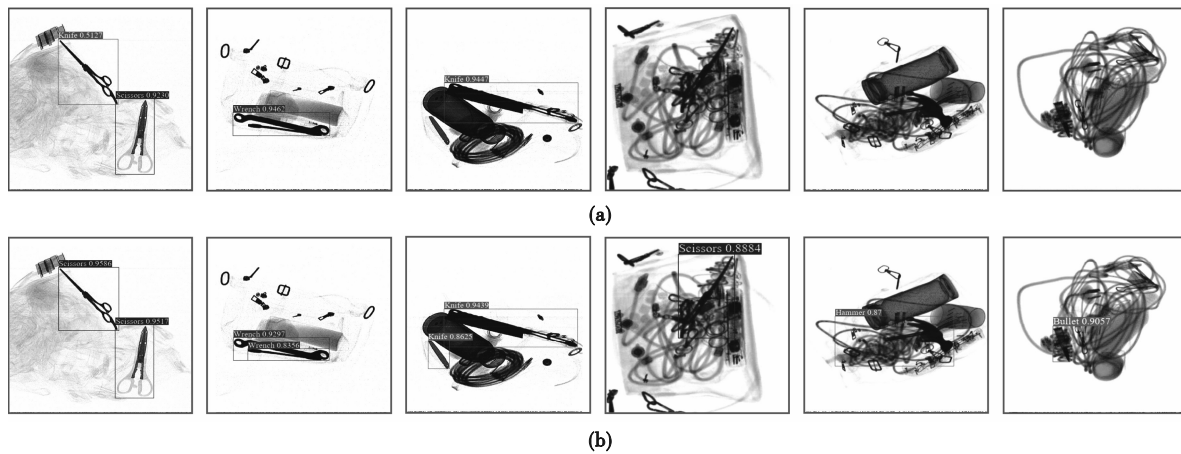 Knife 0.5127
Scissors 0.9230
Wrench 0.9462
Knife 0.9447
(a)
Scissors 0.9586
Scissors 0.9517
Wrench 0.9297
Wrench 0.8356
Knife 0.9439
Knife 0.8625
Scissors 0.8884
Hammer 0.87
Bullet 0.9057
(b)